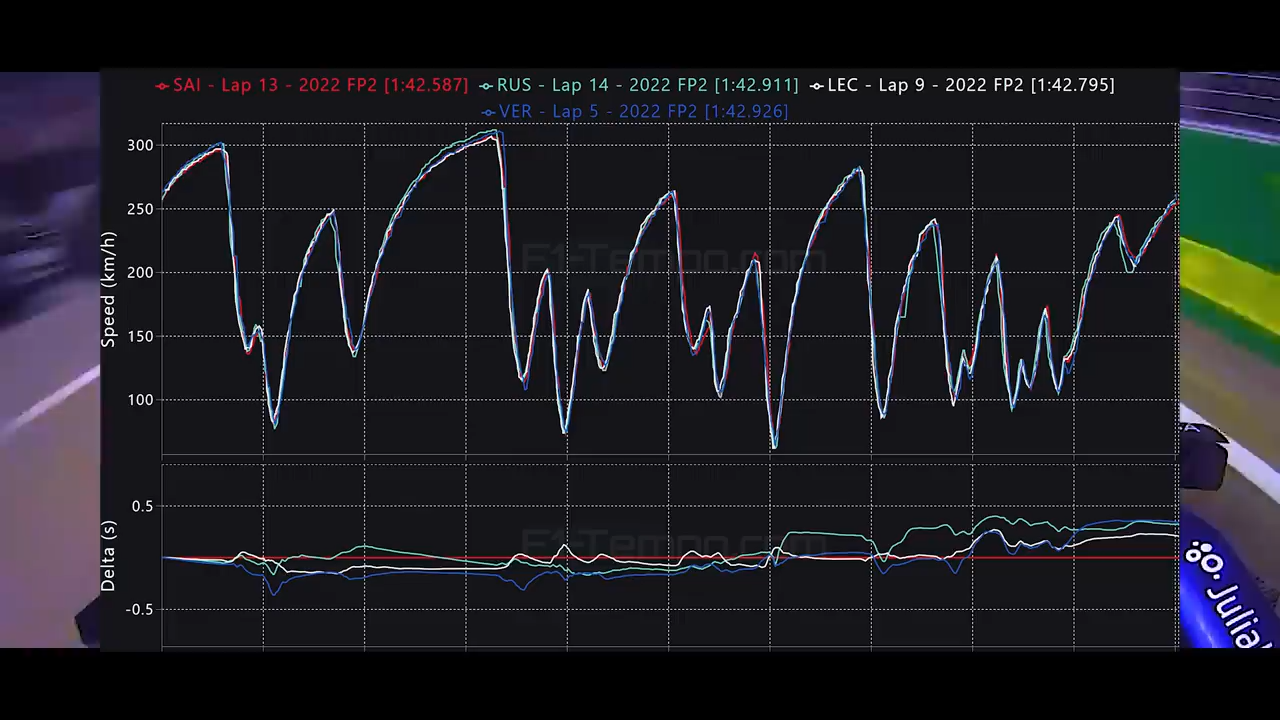 SAI - Lap 13 - 2022 FP2 [1:42.587] RUS - Lap 14 - 2022 FP2 [1:42.911] LEC - Lap 9 - 2022 FP2 [1:42.795]
VER - Lap 5 - 2022 FP2 [1:42.926]
Speed (km/h)
300
250
200
150
100
F1-Tempo.com
Delta (s)
0.5
0
-0.5
F1-Tempo.com